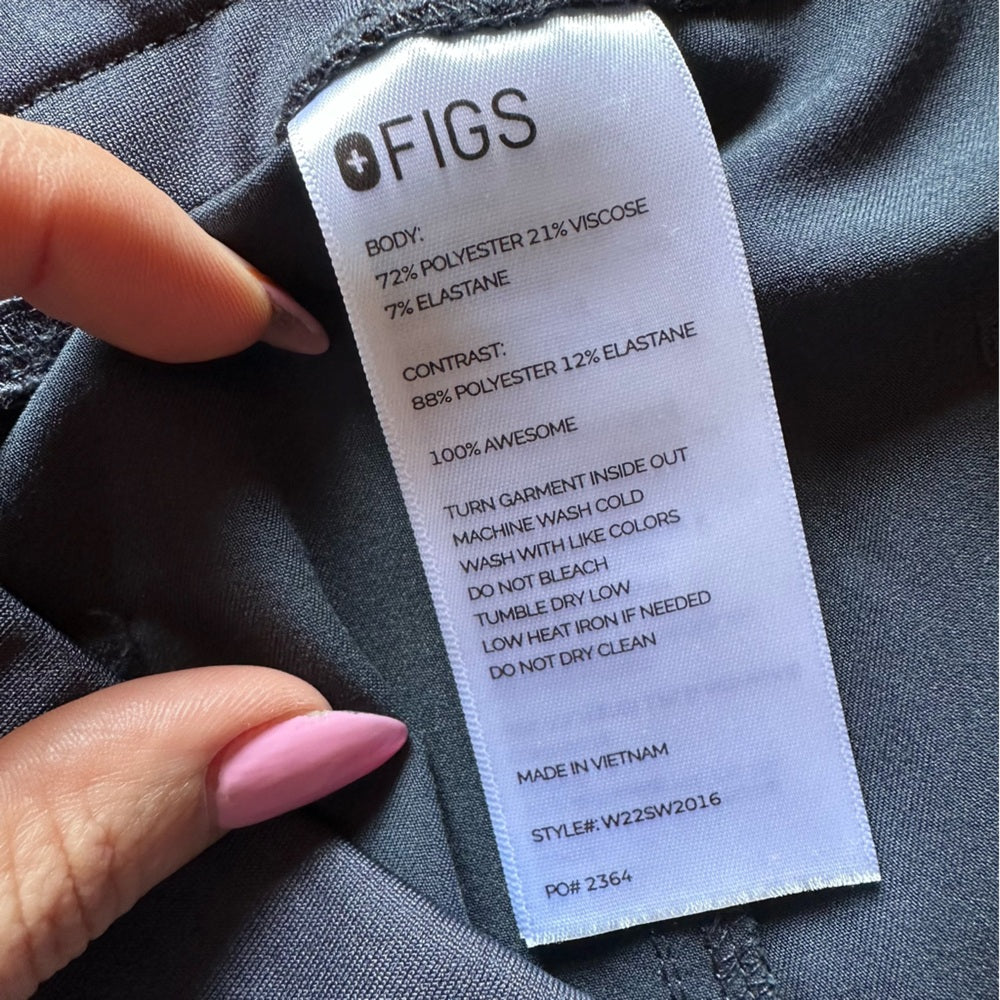 FIGS
BODY:
72% POLYESTER 21% VISCOSE
7% ELASTANE
CONTRAST:
88% POLYESTER 12% ELASTANE
100% AWESOME
TURN GARMENT INSIDE OUT
MACHINE WASH COLD
WASH WITH LIKE COLORS
DO NOT BLEACH
TUMBLE DRY LOW
LOW HEAT IRON IF NEEDED
DO NOT DRY CLEAN
MADE IN VIETNAM
STYLE#: W22SW2016
PO# 2364